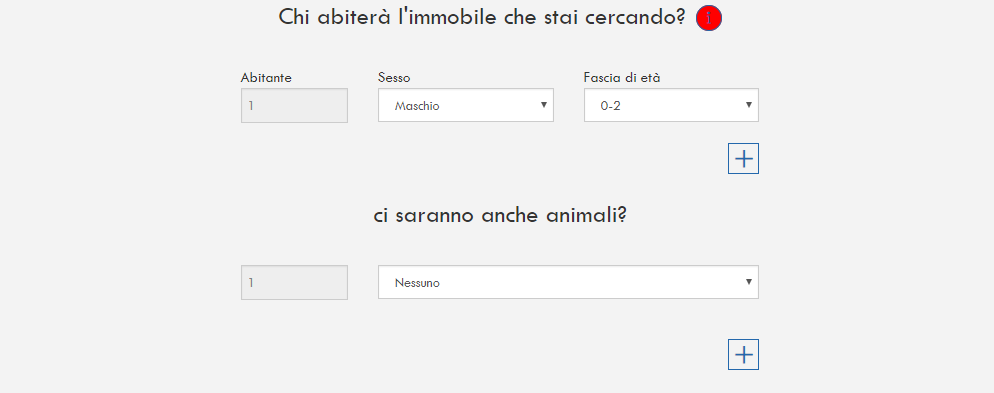 Chi abiterà l'immobile che stai cercando? i
Abitante Sesso Fascia di età
1 Maschio 0-2
ci saranno anche animali?
1 Nessuno